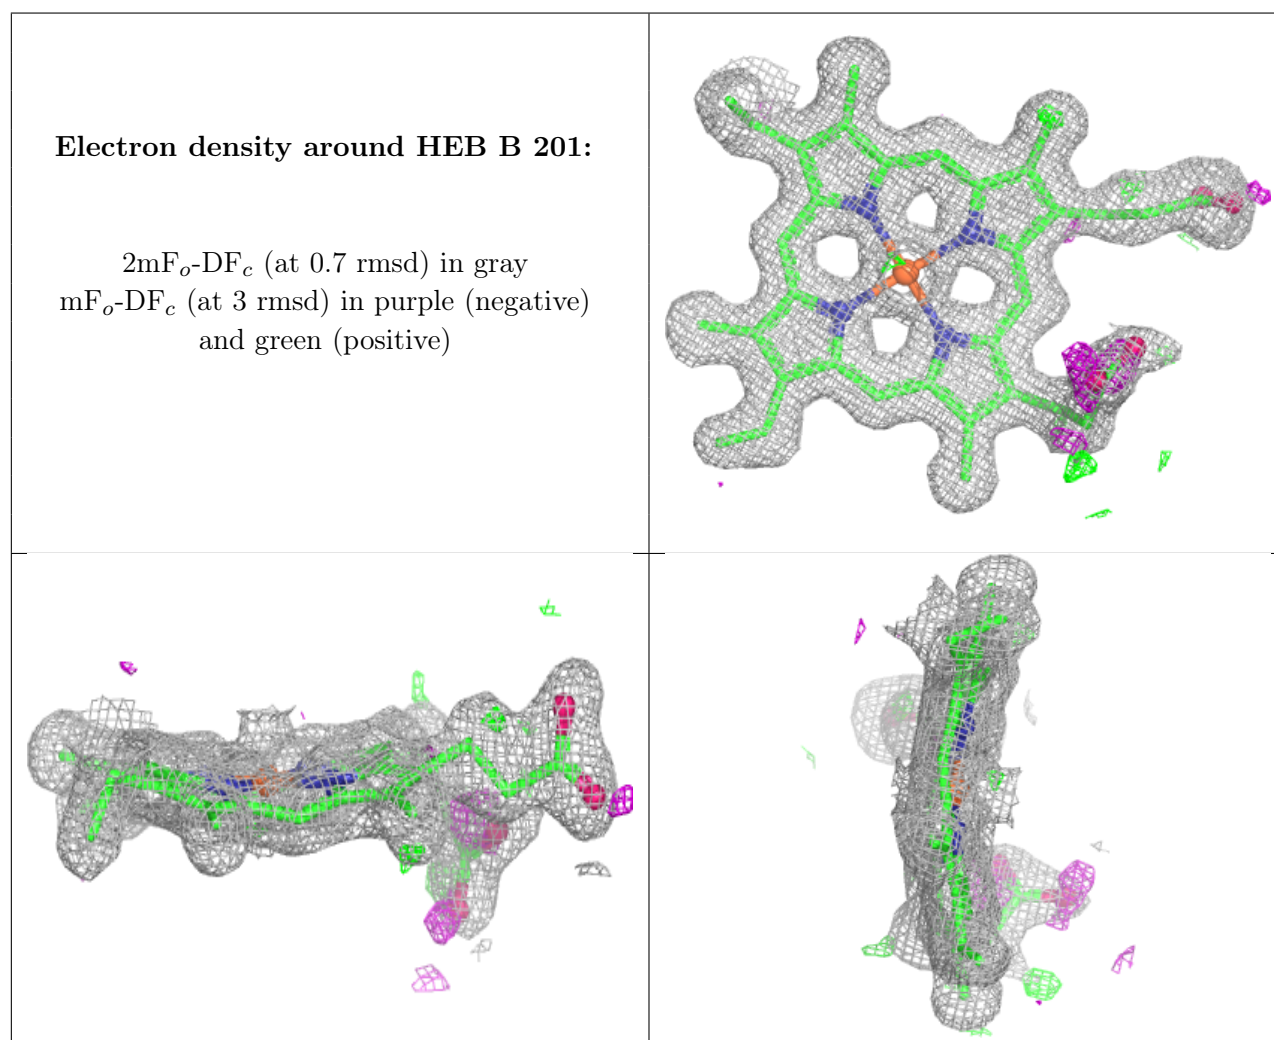 Electron density around HEB B 201:
2mFo-DFc (at 0.7 rmsd) in gray
mFo-DFc (at 3 rmsd) in purple (negative)
and green (positive)